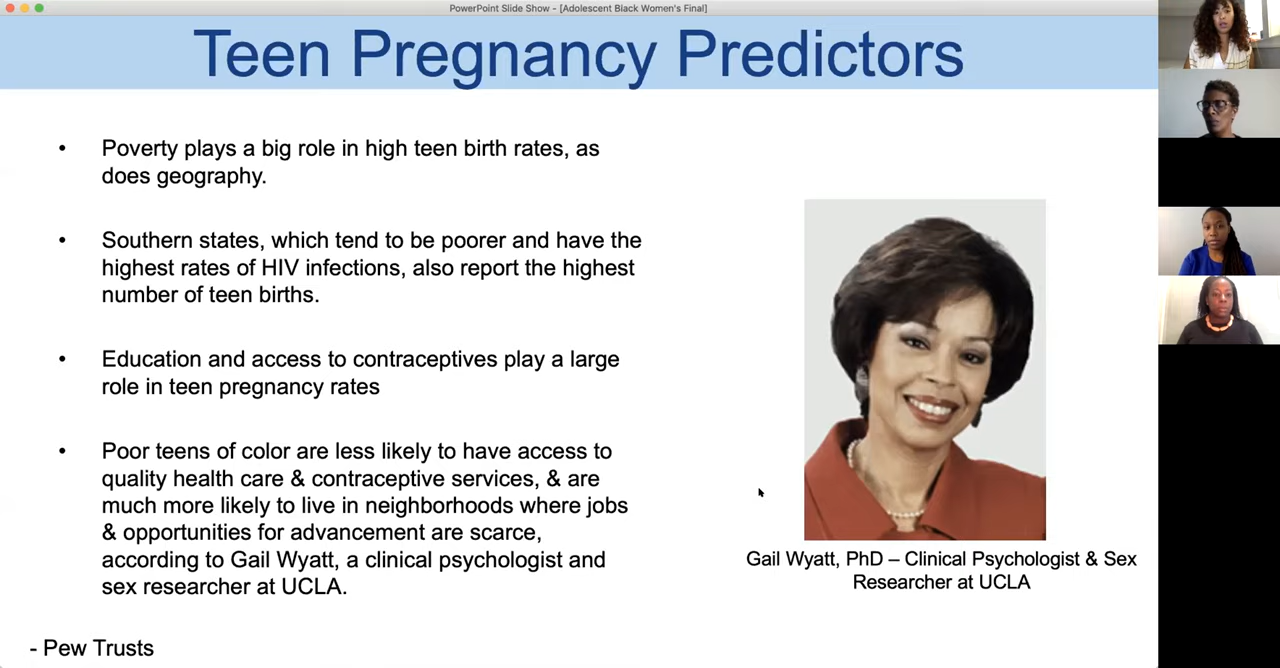 PowerPoint Slide Show - [Adolescent Black Women's Final]
Teen Pregnancy Predictors
• Poverty plays a big role in high teen birth rates, as
does geography.
• Southern states, which tend to be poorer and have the
highest rates of HIV infections, also report the highest
number of teen births.
• Education and access to contraceptives play a large
role in teen pregnancy rates
• Poor teens of color are less likely to have access to
quality health care & contraceptive services, & are
much more likely to live in neighborhoods where jobs
& opportunities for advancement are scarce,
according to Gail Wyatt, a clinical psychologist and
sex researcher at UCLA.
Gail Wyatt, PhD – Clinical Psychologist & Sex
Researcher at UCLA
- Pew Trusts